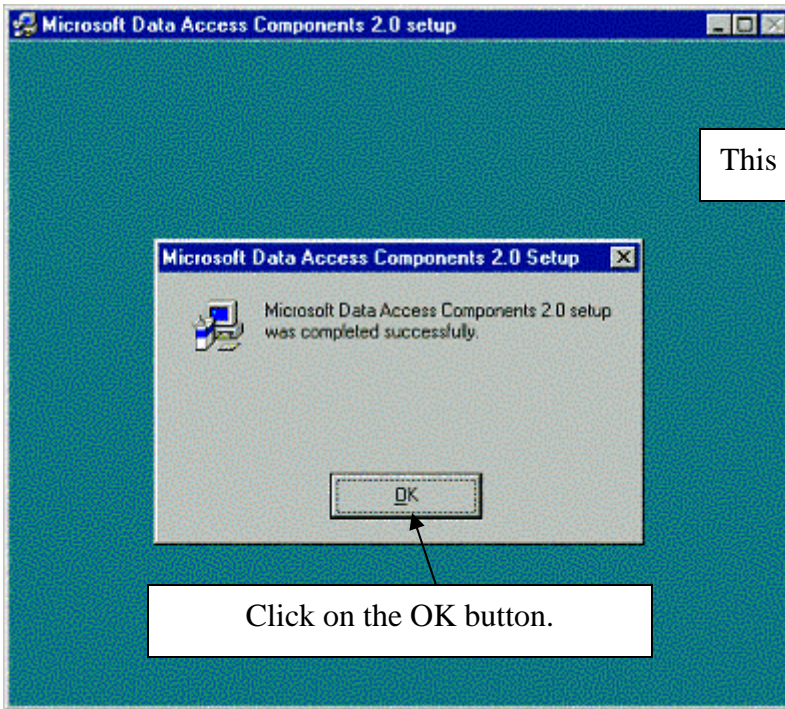 Microsoft Data Access Components 2.0 setup
This
Microsoft Data Access Components 2.0 Setup
Microsoft Data Access Components 2.0 setup
was completed successfully.
OK
Click on the OK button.